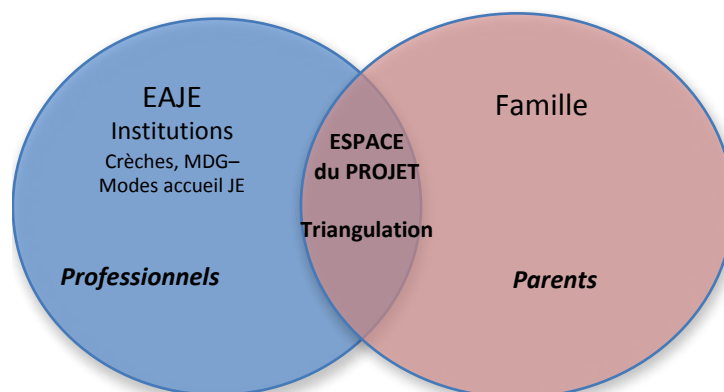 EAJE
Institutions
Crèches, MDG–
Modes accueil JE
Professionnels
ESPACE
du PROJET
Triangulation
Famille
Parents